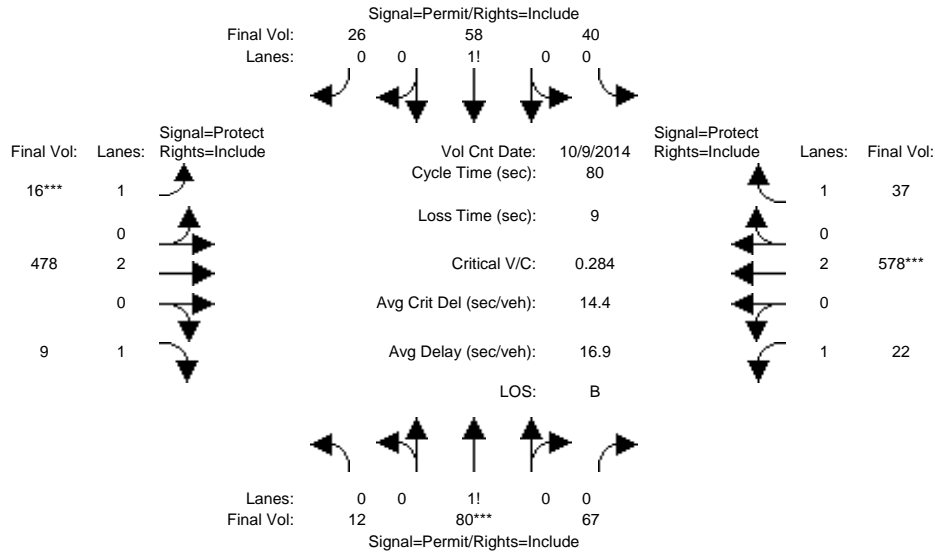 Signal=Permit/Rights=Include
Final Vol: 26 58 40
Lanes: 0 0 1! 0 0
Signal=Protect Signal=Protect
Final Vol: Lanes: Rights=Include Vol Cnt Date: 10/9/2014 Rights=Include Lanes: Final Vol:
Cycle Time (sec): 80
16*** 1 1 37
Loss Time (sec): 9
0 0
478 2 Critical V/C: 0.284 2 578***
0 Avg Crit Del (sec/veh): 14.4 0
9 1 Avg Delay (sec/veh): 16.9 1 22
LOS: B
Lanes: 0 0 1! 0 0
Final Vol: 12 80*** 67
Signal=Permit/Rights=Include